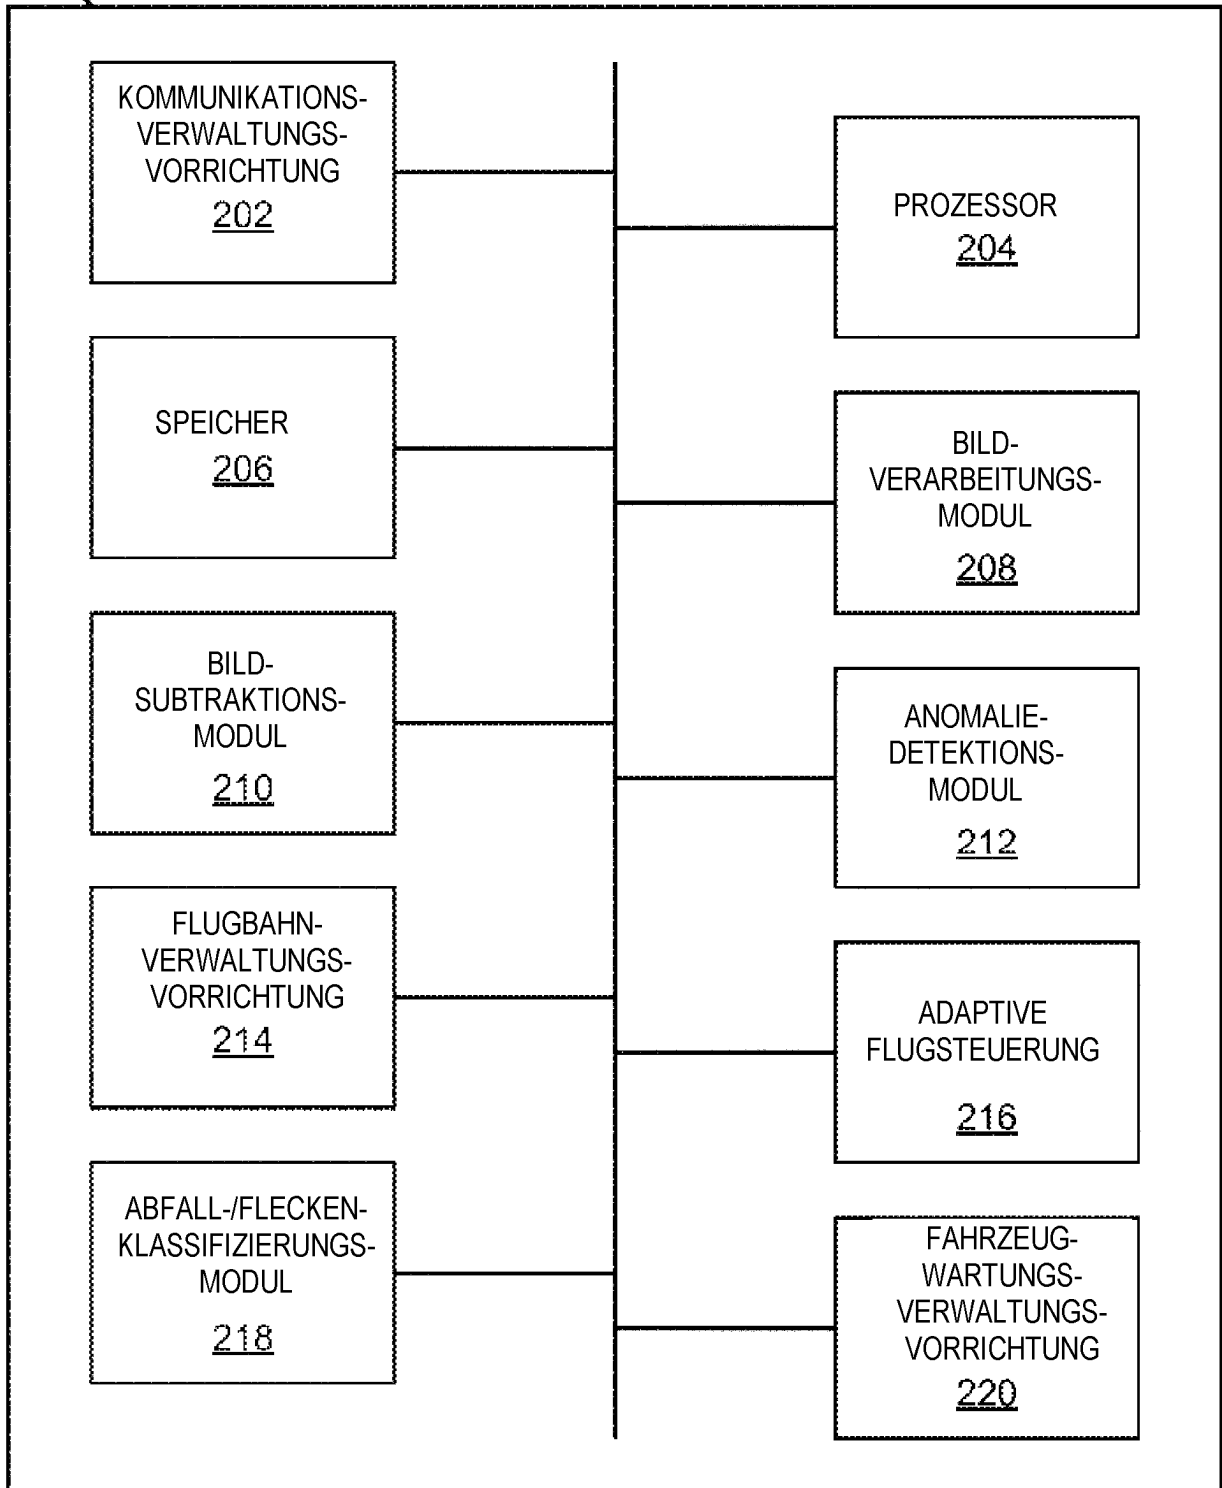 KOMMUNIKATIONS-
VERWALTUNGS-
VORRICHTUNG
202
PROZESSOR
204
SPEICHER
206
BILD-
VERARBEITUNGS-
MODUL
208
BILD-
SUBTRAKTIONS-
MODUL
210
ANOMALIE-
DETEKTIONS-
MODUL
212
FLUGBAHN-
VERWALTUNGS-
VORRICHTUNG
214
ADAPTIVE
FLUGSTEUERUNG
216
ABFALL-/FLECKEN-
KLASSIFIZIERUNGS-
MODUL
218
FAHRZEUG-
WARTUNGS-
VERWALTUNGS-
VORRICHTUNG
220